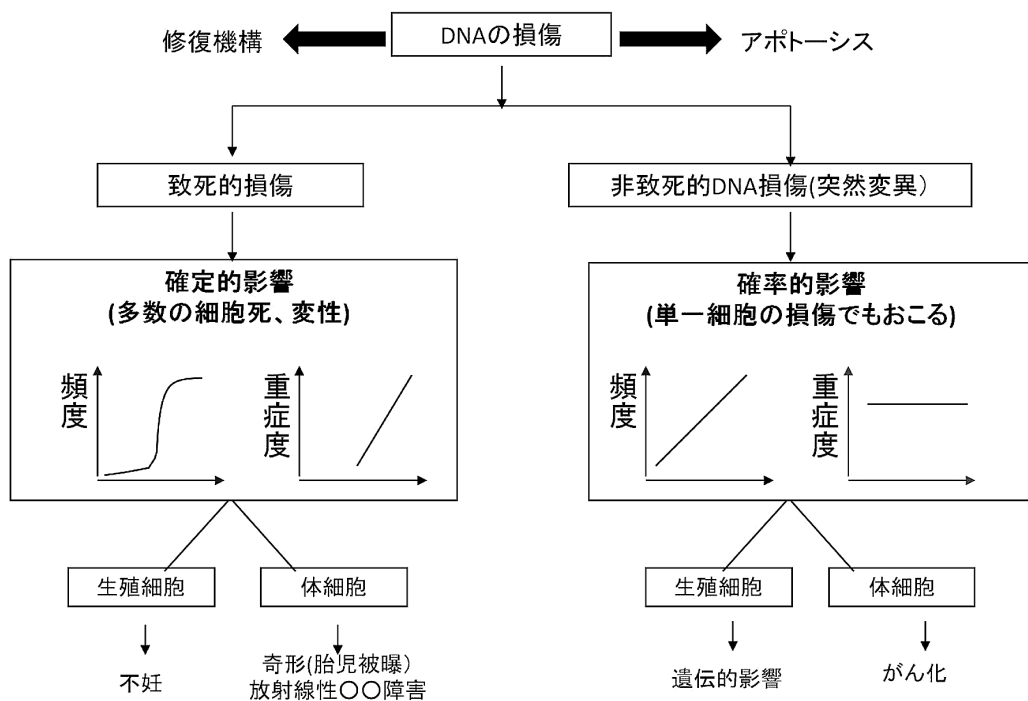 DNAの損傷
修復機構
アポトーシス
致死的損傷
非致死的DNA損傷(突然変異)
確定的影響
(多数の細胞死、変性)
頻度
重症度
確率的影響
(単一細胞の損傷でもおこる)
頻度
重症度
生殖細胞
体細胞
生殖細胞
体細胞
不妊
奇形(胎児被曝)
放射線性〇〇障害
遺伝的影響
がん化